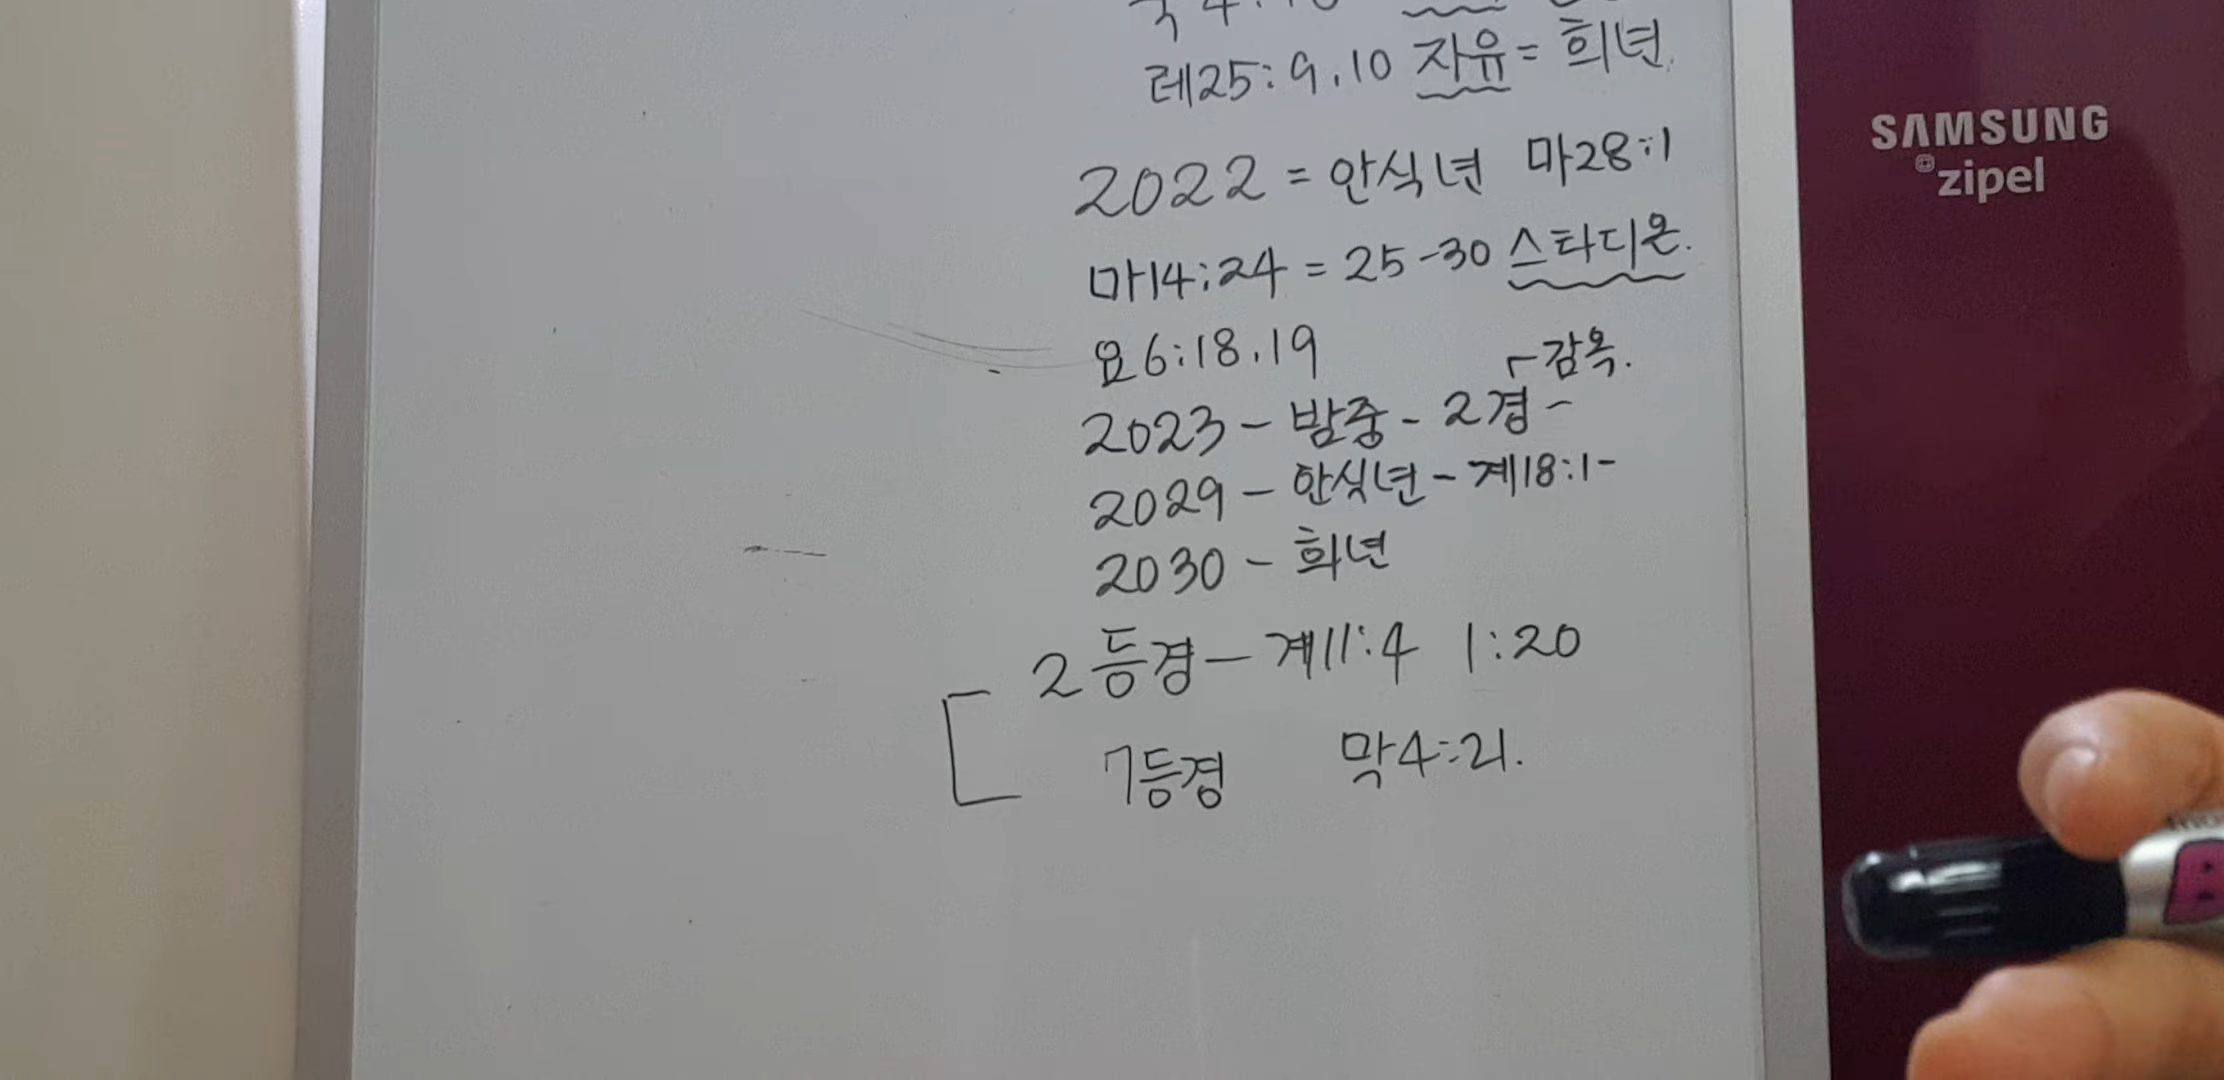 레25:9.10 자유 = 희년.
2022 = 안식년 마28:1
마14:24 = 25-30 스타디온.
요6:18.19
감옥.
2023 - 밤중 - 2경 -
2029 - 안식년 - 계18:1-
2030 - 희년
2 등경 - 계11:4 1:20
7등경 막4:21.
SAMSUNG
zipel